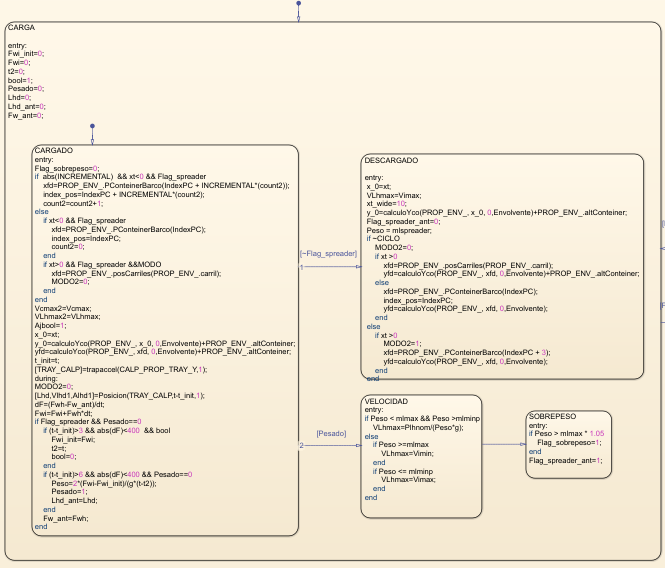 CARGA
entry:
Fwi_init=0;
Fwi=0;
t2=0;
bool=1;
Pesado=0;
Lhd=0;
Lhd_ant=0;
Fw_ant=0;
CARGADO
entry:
Flag_sobrepeso=0;
if abs(INCREMENTAL) && xt<0 && Flag_spreader
xfd=PROP_ENV_.PConteinerBarco(IndexPC + INCREMENTAL*(count2));
index_pos=IndexPC + INCREMENTAL*(count2);
count2=count2+1;
else
if xt<0 && Flag_spreader
xfd=PROP_ENV_.PConteinerBarco(IndexPC);
index_pos=IndexPC;
count2=0;
end
if xt>0 && Flag_spreader &&MODO
xfd=PROP_ENV_.posCarriles(PROP_ENV_.carril);
MODO2=0;
end
end
Vcmax2=Vcmax;
VLhmax2=VLhmax;
Ajbool=1;
x_0=xt;
y_0=calculoYco(PROP_ENV_, x_0, 0,Envolvente)+PROP_ENV_.altConteiner;
yfd=calculoYco(PROP_ENV_, xfd, 0,Envolvente)+PROP_ENV_.altConteiner;
t_init=t;
[TRAY_CALP]=trapaccel(CALP_PROP_TRAY_Y,1);
during:
MODO2=0;
[Lhd,Vlhd1,Alhd1]=Posicion(TRAY_CALP,t-t_init,1);
dF=(Fwh-Fw_ant)/dt;
Fwi=Fwi+Fwh*dt;
if Flag_spreader && Pesado==0
if (t-t_init)>3 && abs(dF)<400 && bool
Fwi_init=Fwi;
t2=t;
bool=0;
end
if (t-t_init)>6 && abs(dF)<400 && Pesado==0
Peso=2*(Fwi-Fwi_init)/(g*(t-t2));
Pesado=1;
Lhd_ant=Lhd;
end
Fw_ant=Fwh;
end
[~Flag_spreader]
1
[Pesado]
2
DESCARGADO
entry:
x_0=xt;
VLhmax=Vimax;
xt_wide=10;
y_0=calculoYco(PROP_ENV_, x_0, 0,Envolvente)+PROP_ENV_.altConteiner;
Flag_spreader_ant=0;
Peso = mlspreader;
if ~CICLO
MODO2=0;
if xt >0
xfd=PROP_ENV_.posCarriles(PROP_ENV_.carril);
yfd=calculoYco(PROP_ENV_, xfd, 0,Envolvente)+PROP_ENV_.altConteiner;
else
xfd=PROP_ENV_.PConteinerBarco(IndexPC);
index_pos=IndexPC;
yfd=calculoYco(PROP_ENV_, xfd, 0,Envolvente);
end
else
if xt >0
MODO2=1;
xfd=PROP_ENV_.PConteinerBarco(IndexPC + 3);
yfd=calculoYco(PROP_ENV_, xfd, 0,Envolvente);
end
end
VELOCIDAD
entry:
if Peso < mlmax && Peso >mlminp
VLhmax=Plhnom/(Peso*g);
else
if Peso >=mlmax
VLhmax=Vimin;
end
if Peso <= mlminp
VLhmax=Vimax;
end
end
SOBREPESO
entry:
if Peso > mlmax * 1.05
Flag_sobrepeso=1;
end
Flag_spreader_ant=1;